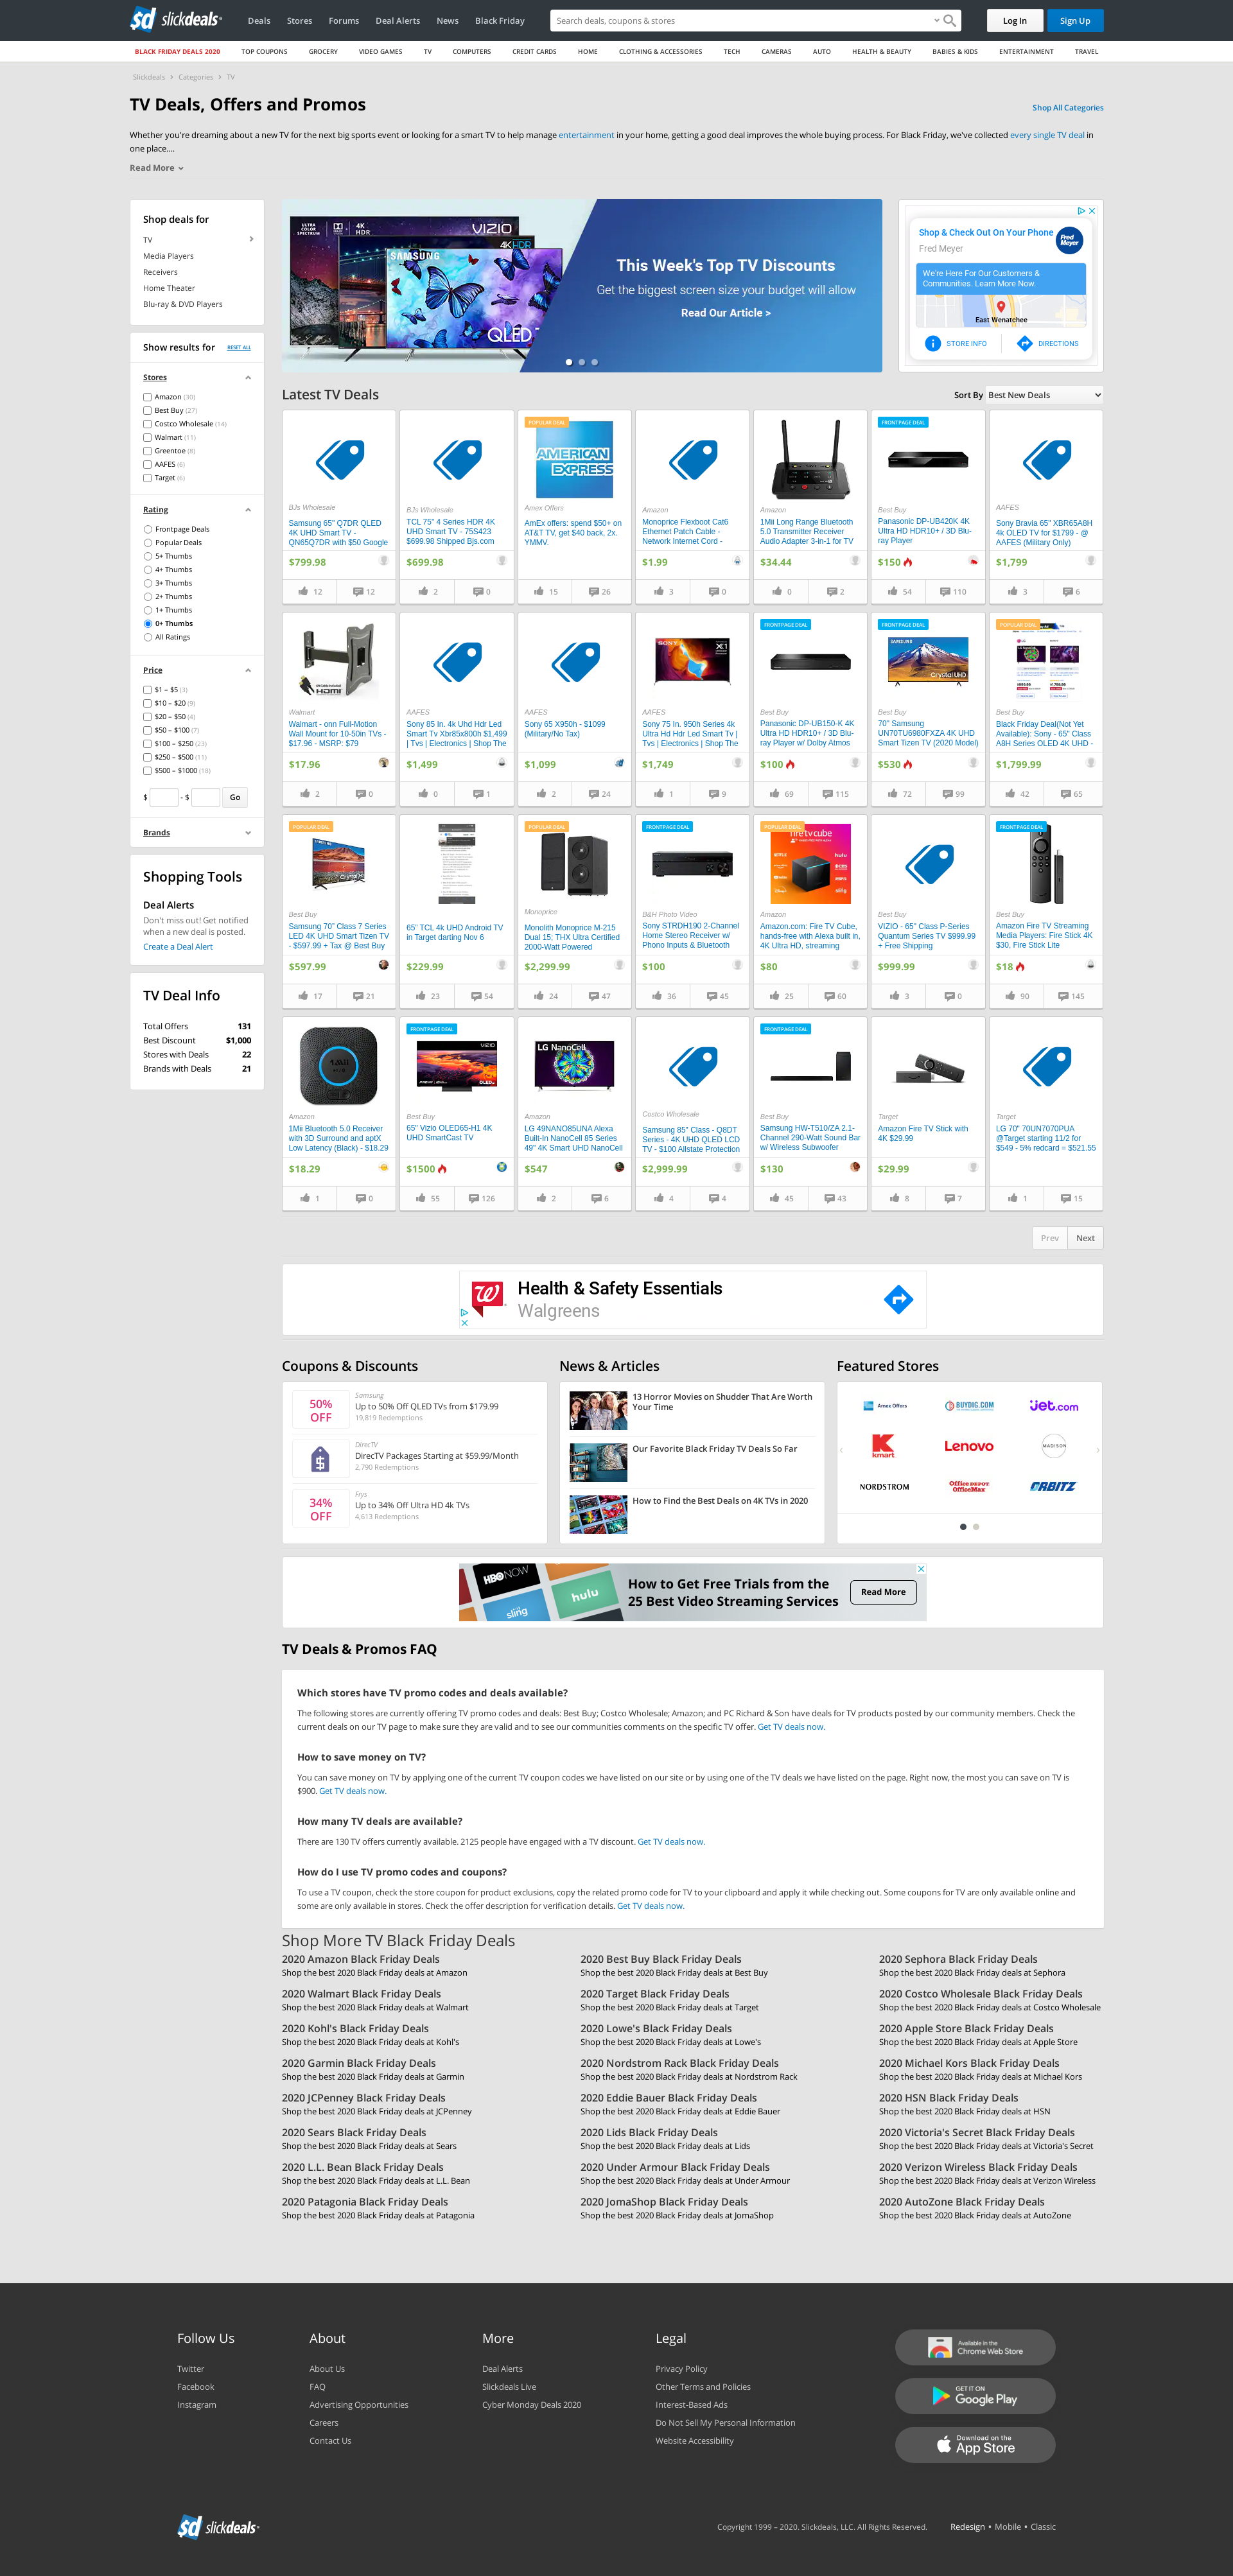 slickdeals
Deals Stores Forums Deal Alerts News Black Friday
Search deals, coupons & stores
Log In
Sign Up
BLACK FRIDAY DEALS 2020 TOP COUPONS GROCERY VIDEO GAMES TV COMPUTERS CREDIT CARDS HOME CLOTHING & ACCESSORIES TECH CAMERAS AUTO HEALTH & BEAUTY BABIES & KIDS ENTERTAINMENT TRAVEL
Slickdeals > Categories > TV
TV Deals, Offers and Promos
Shop All Categories
Whether you're dreaming about a new TV for the next big sports event or looking for a smart TV to help manage entertainment in your home, getting a good deal improves the whole buying process. For Black Friday, we've collected every single TV deal in
one place....
Read More
Shop deals for
TV
Media Players
Receivers
Home Theater
Blu-ray & DVD Players
Show results for RESET ALL
Stores
Amazon (30)
Best Buy (27)
Costco Wholesale (14)
Walmart (11)
Greentoe (8)
AAFES (6)
Target (6)
Rating
Frontpage Deals
Popular Deals
5+ Thumbs
4+ Thumbs
3+ Thumbs
2+ Thumbs
1+ Thumbs
0+ Thumbs
All Ratings
Price
$1 – $5 (3)
$10 – $20 (9)
$20 – $50 (4)
$50 – $100 (7)
$100 – $250 (23)
$250 – $500 (11)
$500 – $1000 (18)
$ - $ Go
Brands
Shopping Tools
Deal Alerts
Don't miss out! Get notified
when a new deal is posted.
Create a Deal Alert
TV Deal Info
Total Offers 131
Best Discount $1,000
Stores with Deals 22
Brands with Deals 21
VIZIO
4K HDR
SAMSUNG
QLED T
This Week's Top TV Discounts
Get the biggest screen size your budget will allow
Read Our Article >
Shop & Check Out On Your Phone
Fred Meyer
Fred Meyer
We're Here For Our Customers &
Communities. Learn More Now.
East Wenatchee
STORE INFO
DIRECTIONS
Latest TV Deals
Sort By Best New Deals
BJs Wholesale
Samsung 65" Q7DR QLED
4K UHD Smart TV -
QN65Q7DR with $50 Google
$799.98
12 12
BJs Wholesale
TCL 75" 4 Series HDR 4K
UHD Smart TV - 75S423
$699.98 Shipped Bjs.com
$699.98
2 0
POPULAR DEAL
AMERICAN
EXPRESS
Amex Offers
AmEx offers: spend $50+ on
AT&T TV, get $40 back, 2x.
YMMV.
15 26
Amazon
Monoprice Flexboot Cat6
Ethernet Patch Cable -
Network Internet Cord -
$1.99
3 0
Amazon
1Mii Long Range Bluetooth
5.0 Transmitter Receiver
Audio Adapter 3-in-1 for TV
$34.44
0 2
FRONTPAGE DEAL
Best Buy
Panasonic DP-UB420K 4K
Ultra HD HDR10+ / 3D Blu-
ray Player
$150
54 110
AAFES
Sony Bravia 65" XBR65A8H
4k OLED TV for $1799 - @
AAFES (Military Only)
$1,799
3 6
HDMI
Walmart
Walmart - onn Full-Motion
Wall Mount for 10-50in TVs -
$17.96 - MSRP: $79
$17.96
2 0
AAFES
Sony 85 In. 4k Uhd Hdr Led
Smart Tv Xbr85x800h $1,499
| Tvs | Electronics | Shop The
$1,499
0 1
AAFES
Sony 65 X950h - $1099
(Military/No Tax)
$1,099
2 24
SONY
X1
AAFES
Sony 75 In. 950h Series 4k
Ultra Hd Hdr Led Smart Tv |
Tvs | Electronics | Shop The
$1,749
1 9
FRONTPAGE DEAL
Best Buy
Panasonic DP-UB150-K 4K
Ultra HD HDR10+ / 3D Blu-
ray Player w/ Dolby Atmos
$100
69 115
FRONTPAGE DEAL
SAMSUNG
Crystal UHD
Best Buy
70" Samsung
UN70TU6980FXZA 4K UHD
Smart Tizen TV (2020 Model)
$530
72 99
POPULAR DEAL
Best Buy
Black Friday Deal(Not Yet
Available): Sony - 65" Class
A8H Series OLED 4K UHD -
$1,799.99
42 65
POPULAR DEAL
Best Buy
Samsung 70" Class 7 Series
LED 4K UHD Smart Tizen TV
- $597.99 + Tax @ Best Buy
$597.99
17 21
65" TCL 4k UHD Android TV
in Target darting Nov 6
$229.99
23 54
POPULAR DEAL
Monoprice
Monolith Monoprice M-215
Dual 15; THX Ultra Certified
2000-Watt Powered
$2,299.99
24 47
FRONTPAGE DEAL
B&H Photo Video
Sony STRDH190 2-Channel
Home Stereo Receiver w/
Phono Inputs & Bluetooth
$100
36 45
POPULAR DEAL
fire tv cube
hulu
Amazon
Amazon.com: Fire TV Cube,
hands-free with Alexa built in,
4K Ultra HD, streaming
$80
25 60
Best Buy
VIZIO - 65" Class P-Series
Quantum Series TV $999.99
+ Free Shipping
$999.99
3 0
FRONTPAGE DEAL
Best Buy
Amazon Fire TV Streaming
Media Players: Fire Stick 4K
$30, Fire Stick Lite
$18
90 145
1Mii
Amazon
1Mii Bluetooth 5.0 Receiver
with 3D Surround and aptX
Low Latency (Black) - $18.29
$18.29
1 0
FRONTPAGE DEAL
VIZIO
Best Buy
65" Vizio OLED65-H1 4K
UHD SmartCast TV
$1500
55 126
LG NanoCell
Amazon
LG 49NANO85UNA Alexa
Built-In NanoCell 85 Series
49" 4K Smart UHD NanoCell
$547
2 6
Costco Wholesale
Samsung 85" Class - Q8DT
Series - 4K UHD QLED LCD
TV - $100 Allstate Protection
$2,999.99
4 4
FRONTPAGE DEAL
Best Buy
Samsung HW-T510/ZA 2.1-
Channel 290-Watt Sound Bar
w/ Wireless Subwoofer
$130
45 43
Target
Amazon Fire TV Stick with
4K $29.99
$29.99
8 7
Target
LG 70" 70UN7070PUA
@Target starting 11/2 for
$549 - 5% redcard = $521.55
1 15
Prev Next
Health & Safety Essentials
Walgreens
Coupons & Discounts
50%
OFF
Samsung
Up to 50% Off QLED TVs from $179.99
19,819 Redemptions
DirecTV
DirecTV Packages Starting at $59.99/Month
2,790 Redemptions
34%
OFF
Frys
Up to 34% Off Ultra HD 4k TVs
4,613 Redemptions
News & Articles
13 Horror Movies on Shudder That Are Worth
Your Time
Our Favorite Black Friday TV Deals So Far
How to Find the Best Deals on 4K TVs in 2020
Featured Stores
Amex Offers BUYDIG.COM jet.com
kmart Lenovo MADISON
NORDSTROM Office DEPOT OfficeMax ORBITZ
HBO NOW
sling
hulu
How to Get Free Trials from the
25 Best Video Streaming Services
Read More
TV Deals & Promos FAQ
Which stores have TV promo codes and deals available?
The following stores are currently offering TV promo codes and deals: Best Buy; Costco Wholesale; Amazon; and PC Richard & Son have deals for TV products posted by our community members. Check the
current deals on our TV page to make sure they are valid and to see our communities comments on the specific TV offer. Get TV deals now.
How to save money on TV?
You can save money on TV by applying one of the current TV coupon codes we have listed on our site or by using one of the TV deals we have listed on the page. Right now, the most you can save on TV is
$900. Get TV deals now.
How many TV deals are available?
There are 130 TV offers currently available. 2125 people have engaged with a TV discount. Get TV deals now.
How do I use TV promo codes and coupons?
To use a TV coupon, check the store coupon for product exclusions, copy the related promo code for TV to your clipboard and apply it while checking out. Some coupons for TV are only available online and
some are only available in stores. Check the offer description for verification details. Get TV deals now.
Shop More TV Black Friday Deals
2020 Amazon Black Friday Deals
Shop the best 2020 Black Friday deals at Amazon
2020 Best Buy Black Friday Deals
Shop the best 2020 Black Friday deals at Best Buy
2020 Sephora Black Friday Deals
Shop the best 2020 Black Friday deals at Sephora
2020 Walmart Black Friday Deals
Shop the best 2020 Black Friday deals at Walmart
2020 Target Black Friday Deals
Shop the best 2020 Black Friday deals at Target
2020 Costco Wholesale Black Friday Deals
Shop the best 2020 Black Friday deals at Costco Wholesale
2020 Kohl's Black Friday Deals
Shop the best 2020 Black Friday deals at Kohl's
2020 Lowe's Black Friday Deals
Shop the best 2020 Black Friday deals at Lowe's
2020 Apple Store Black Friday Deals
Shop the best 2020 Black Friday deals at Apple Store
2020 Garmin Black Friday Deals
Shop the best 2020 Black Friday deals at Garmin
2020 Nordstrom Rack Black Friday Deals
Shop the best 2020 Black Friday deals at Nordstrom Rack
2020 Michael Kors Black Friday Deals
Shop the best 2020 Black Friday deals at Michael Kors
2020 JCPenney Black Friday Deals
Shop the best 2020 Black Friday deals at JCPenney
2020 Eddie Bauer Black Friday Deals
Shop the best 2020 Black Friday deals at Eddie Bauer
2020 HSN Black Friday Deals
Shop the best 2020 Black Friday deals at HSN
2020 Sears Black Friday Deals
Shop the best 2020 Black Friday deals at Sears
2020 Lids Black Friday Deals
Shop the best 2020 Black Friday deals at Lids
2020 Victoria's Secret Black Friday Deals
Shop the best 2020 Black Friday deals at Victoria's Secret
2020 L.L. Bean Black Friday Deals
Shop the best 2020 Black Friday deals at L.L. Bean
2020 Under Armour Black Friday Deals
Shop the best 2020 Black Friday deals at Under Armour
2020 Verizon Wireless Black Friday Deals
Shop the best 2020 Black Friday deals at Verizon Wireless
2020 Patagonia Black Friday Deals
Shop the best 2020 Black Friday deals at Patagonia
2020 JomaShop Black Friday Deals
Shop the best 2020 Black Friday deals at JomaShop
2020 AutoZone Black Friday Deals
Shop the best 2020 Black Friday deals at AutoZone
Follow Us
Twitter
Facebook
Instagram
About
About Us
FAQ
Advertising Opportunities
Careers
Contact Us
More
Deal Alerts
Slickdeals Live
Cyber Monday Deals 2020
Legal
Privacy Policy
Other Terms and Policies
Interest-Based Ads
Do Not Sell My Personal Information
Website Accessibility
Available in the
Chrome Web Store
GET IT ON
Google Play
Download on the
App Store
slickdeals
Copyright 1999 – 2020. Slickdeals, LLC. All Rights Reserved. Redesign • Mobile • Classic